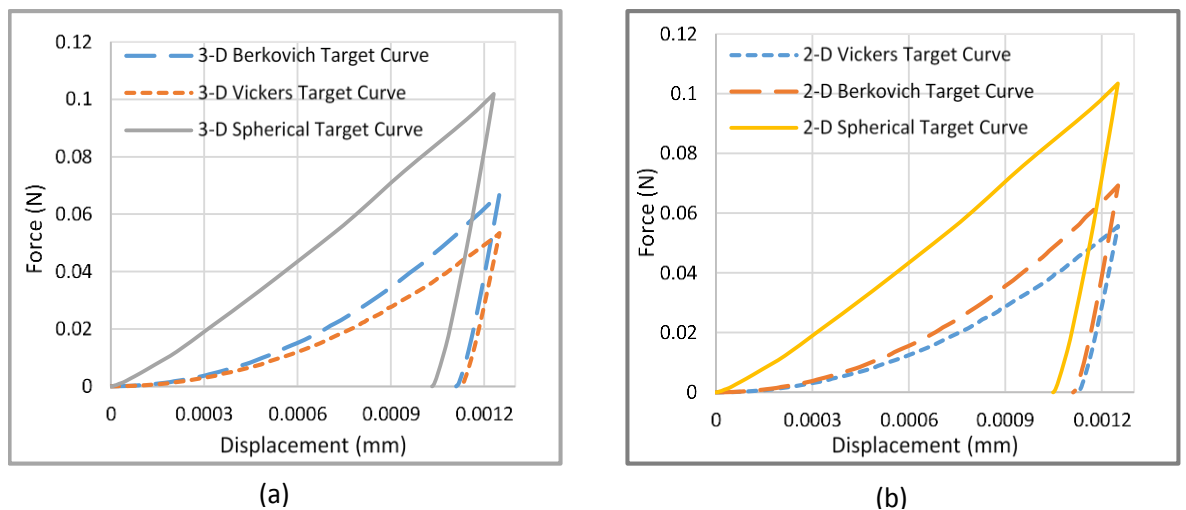 0.12
3-D Berkovich Target Curve
0.1
3-D Vickers Target Curve
3-D Spherical Target Curve
0.08
0.06
0.04
0.02
0
Force (N)
0 0.0003 0.0006 0.0009 0.0012
Displacement (mm)
(a)
0.12
2-D Vickers Target Curve
0.1
2-D Berkovich Target Curve
2-D Spherical Target Curve
0.08
0.06
0.04
0.02
0
Force (N)
0 0.0003 0.0006 0.0009 0.0012
Displacement (mm)
(b)